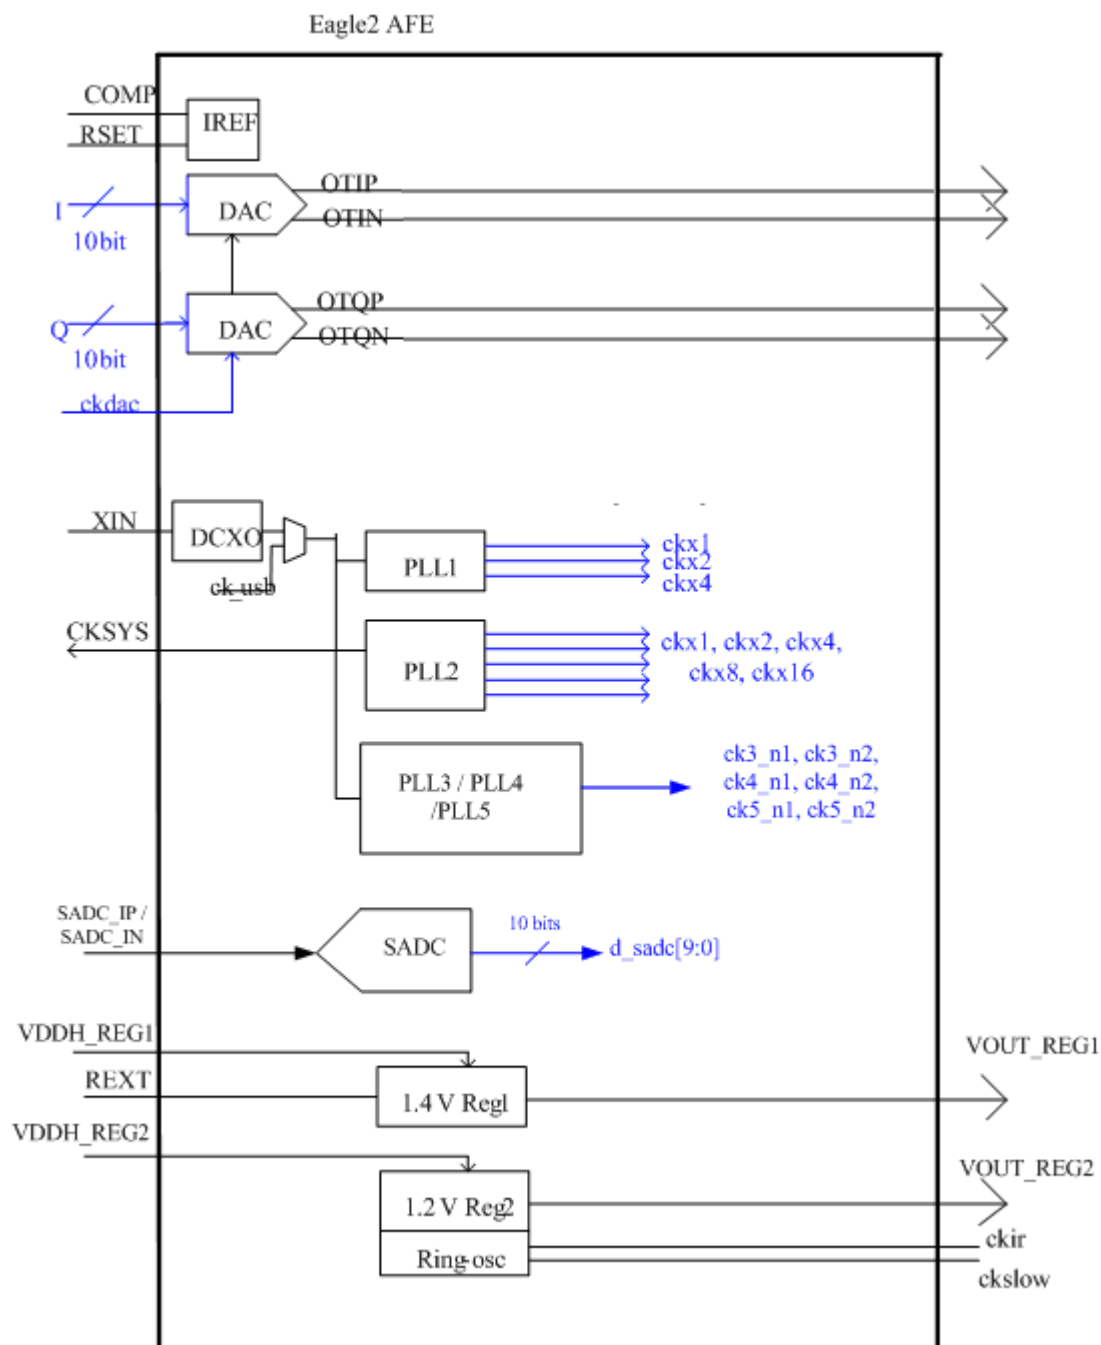 Eagle2 AFE
COMP
RSET
IREF
I
10bit
DAC
OTIP
OTIN
Q
10bit
DAC
OTQP
OTQN
ckdac
XIN
DCXO
ck_usb
PLL1
ckx1
ckx2
ckx4
CKSYS
PLL2
ckx1, ckx2, ckx4,
ckx8, ckx16
PLL3 / PLL4
/PLL5
ck3_n1, ck3_n2,
ck4_n1, ck4_n2,
ck5_n1, ck5_n2
SADC_IP /
SADC_IN
SADC
10 bits
d_sadc[9:0]
VDDH_REG1
REXT
1.4 V Reg1
VOUT_REG1
VDDH_REG2
1.2 V Reg2
VOUT_REG2
Ring-osc
ckir
ckslow